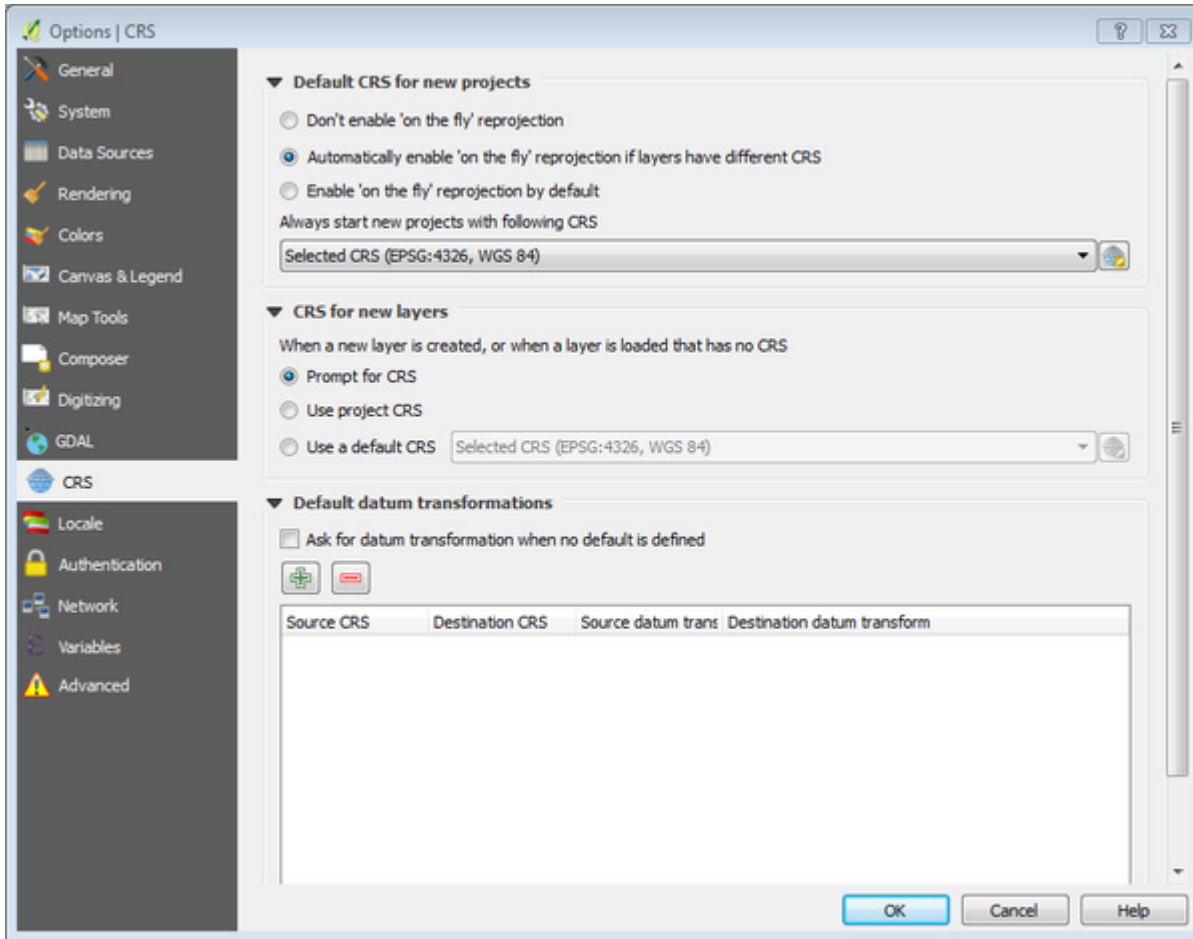 Options | CRS
General
System
Data Sources
Rendering
Colors
Canvas & Legend
Map Tools
Composer
Digitizing
GDAL
CRS
Locale
Authentication
Network
Variables
Advanced
Default CRS for new projects
Don't enable 'on the fly' reprojection
Automatically enable 'on the fly' reprojection if layers have different CRS
Enable 'on the fly' reprojection by default
Always start new projects with following CRS
Selected CRS (EPSG:4326, WGS 84)
CRS for new layers
When a new layer is created, or when a layer is loaded that has no CRS
Prompt for CRS
Use project CRS
Use a default CRS Selected CRS (EPSG:4326, WGS 84)
Default datum transformations
Ask for datum transformation when no default is defined
Source CRS Destination CRS Source datum trans Destination datum transform
OK Cancel Help